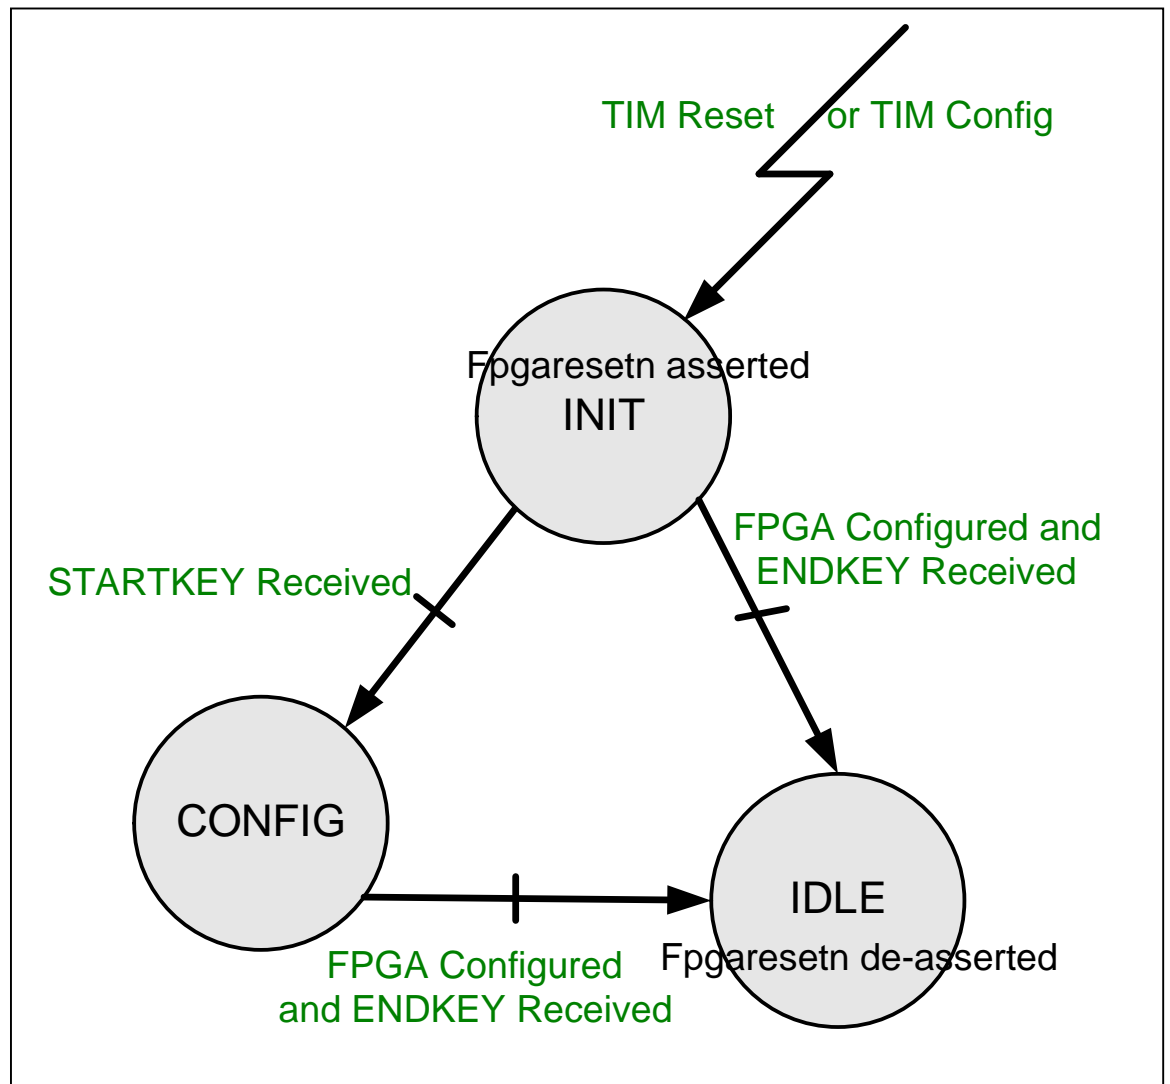 TIM Reset or TIM Config
Fpgaresetn asserted
INIT
FPGA Configured and
ENDKEY Received
STARTKEY Received
CONFIG
IDLE
Fpgaresetn de-asserted
FPGA Configured
and ENDKEY Received